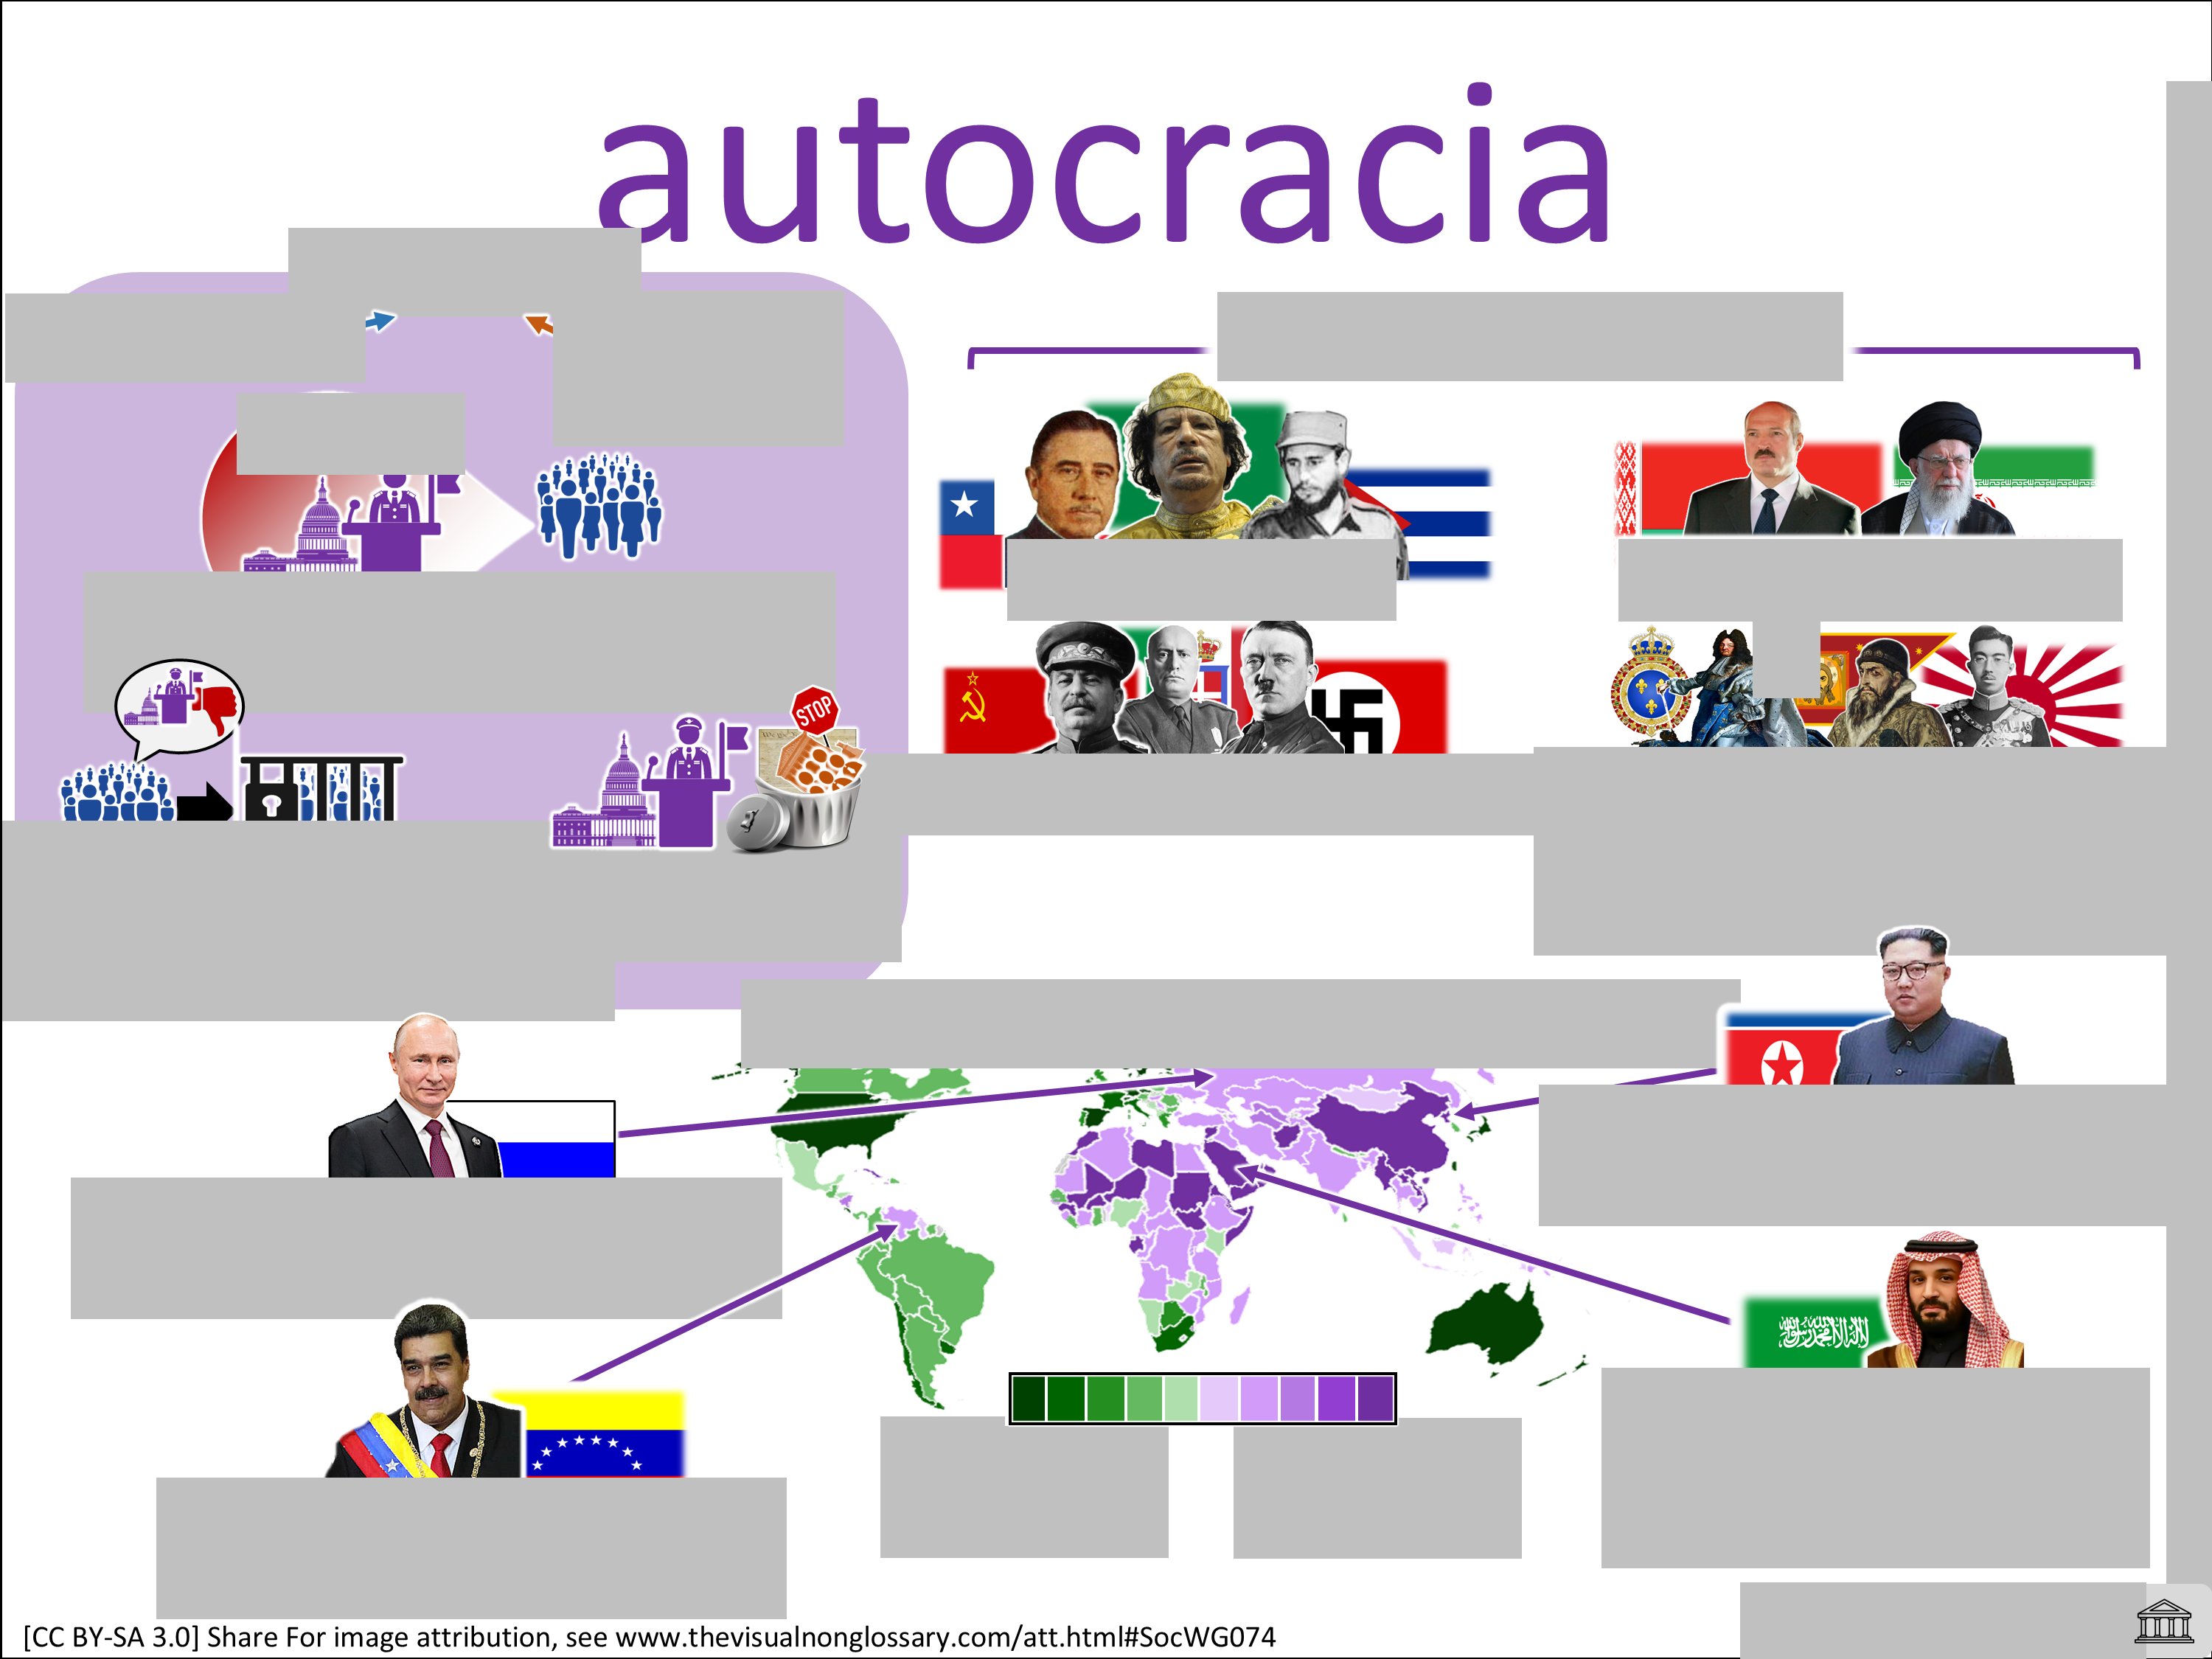 autocracia
STOP
[CC BY-SA 3.0] Share For image attribution, see www.thevisualnonglossary.com/att.html#SocWG074